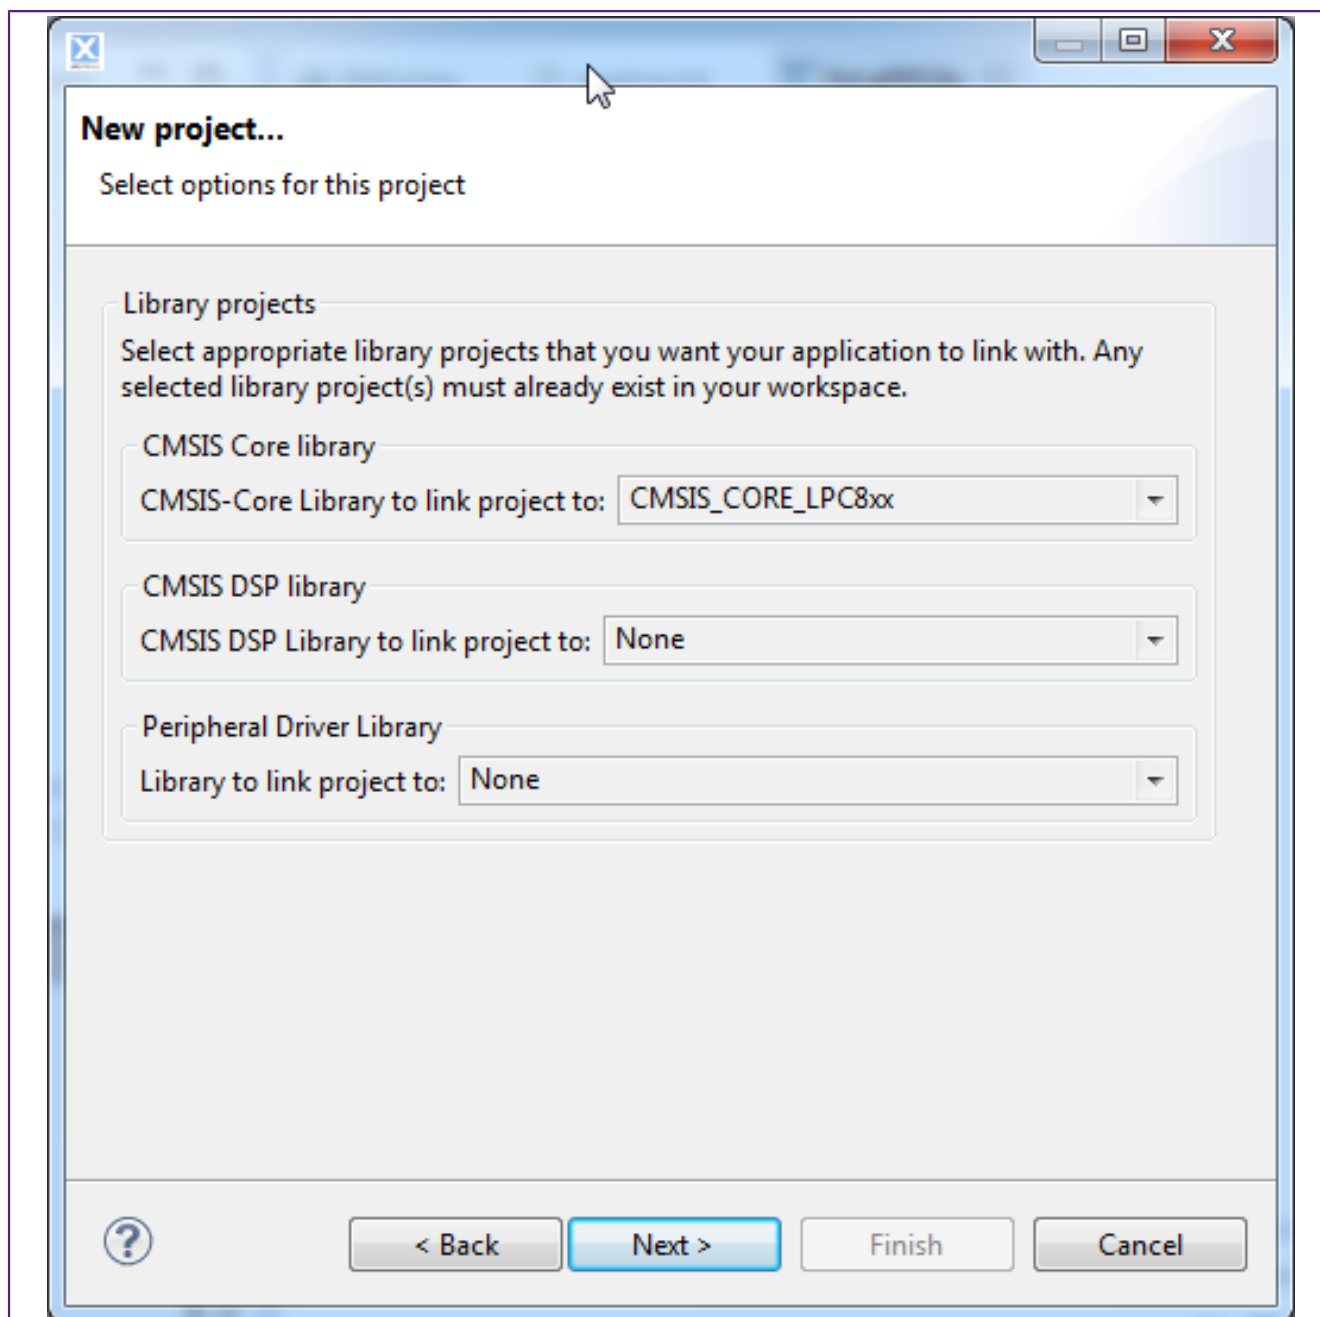 New project...
Select options for this project
Library projects
Select appropriate library projects that you want your application to link with. Any
selected library project(s) must already exist in your workspace.
CMSIS Core library
CMSIS-Core Library to link project to: CMSIS_CORE_LPC8xx
CMSIS DSP library
CMSIS DSP Library to link project to: None
Peripheral Driver Library
Library to link project to: None
< Back Next > Finish Cancel